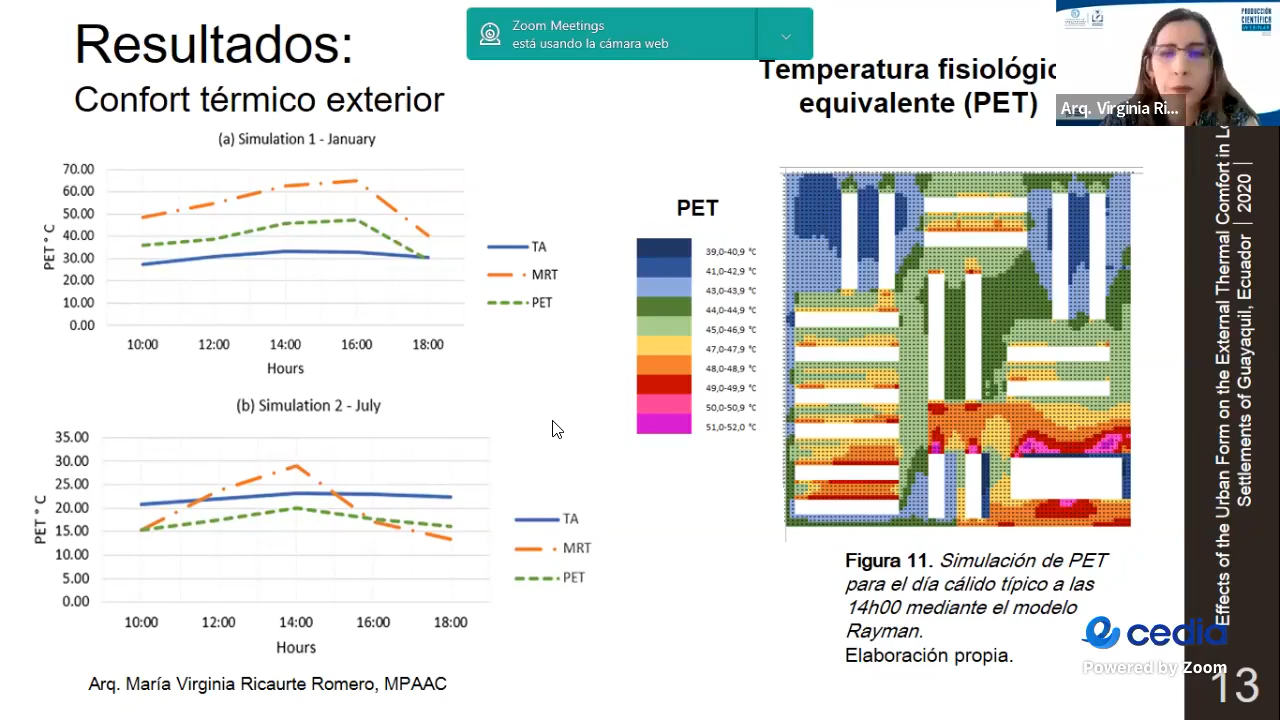 Resultados:
Confort térmico exterior
Zoom Meetings
está usando la cámara web
Temperatura fisiológic
equivalente (PET)
PRODUCCIÓN
CIENTÍFICA
WEBINAR
Arq. Virginia Ri...
(a) Simulation 1 - January
70.00
60.00
50.00
40.00
30.00
20.00
10.00
0.00
PET ° C
10:00 12:00 14:00 16:00 18:00
Hours
TA
MRT
PET
(b) Simulation 2 - July
35.00
30.00
25.00
20.00
15.00
10.00
5.00
0.00
PET ° C
10:00 12:00 14:00 16:00 18:00
Hours
TA
MRT
PET
Arq. María Virginia Ricaurte Romero, MPAAC
PET
39,0-40,9 °C
41,0-42,9 °C
43,0-43,9 °C
44,0-44,9 °C
45,0-46,9 °C
47,0-47,9 °C
48,0-48,9 °C
49,0-49,9 °C
50,0-50,9 °C
51,0-52,0 °C
Figura 11. Simulación de PET
para el día cálido típico a las
14h00 mediante el modelo
Rayman.
Elaboración propia.
Effects of the Urban Form on the External Thermal Comfort in Lo
Settlements of Guayaquil, Ecuador | 2020 |
cedia
Powered by Zoom
13